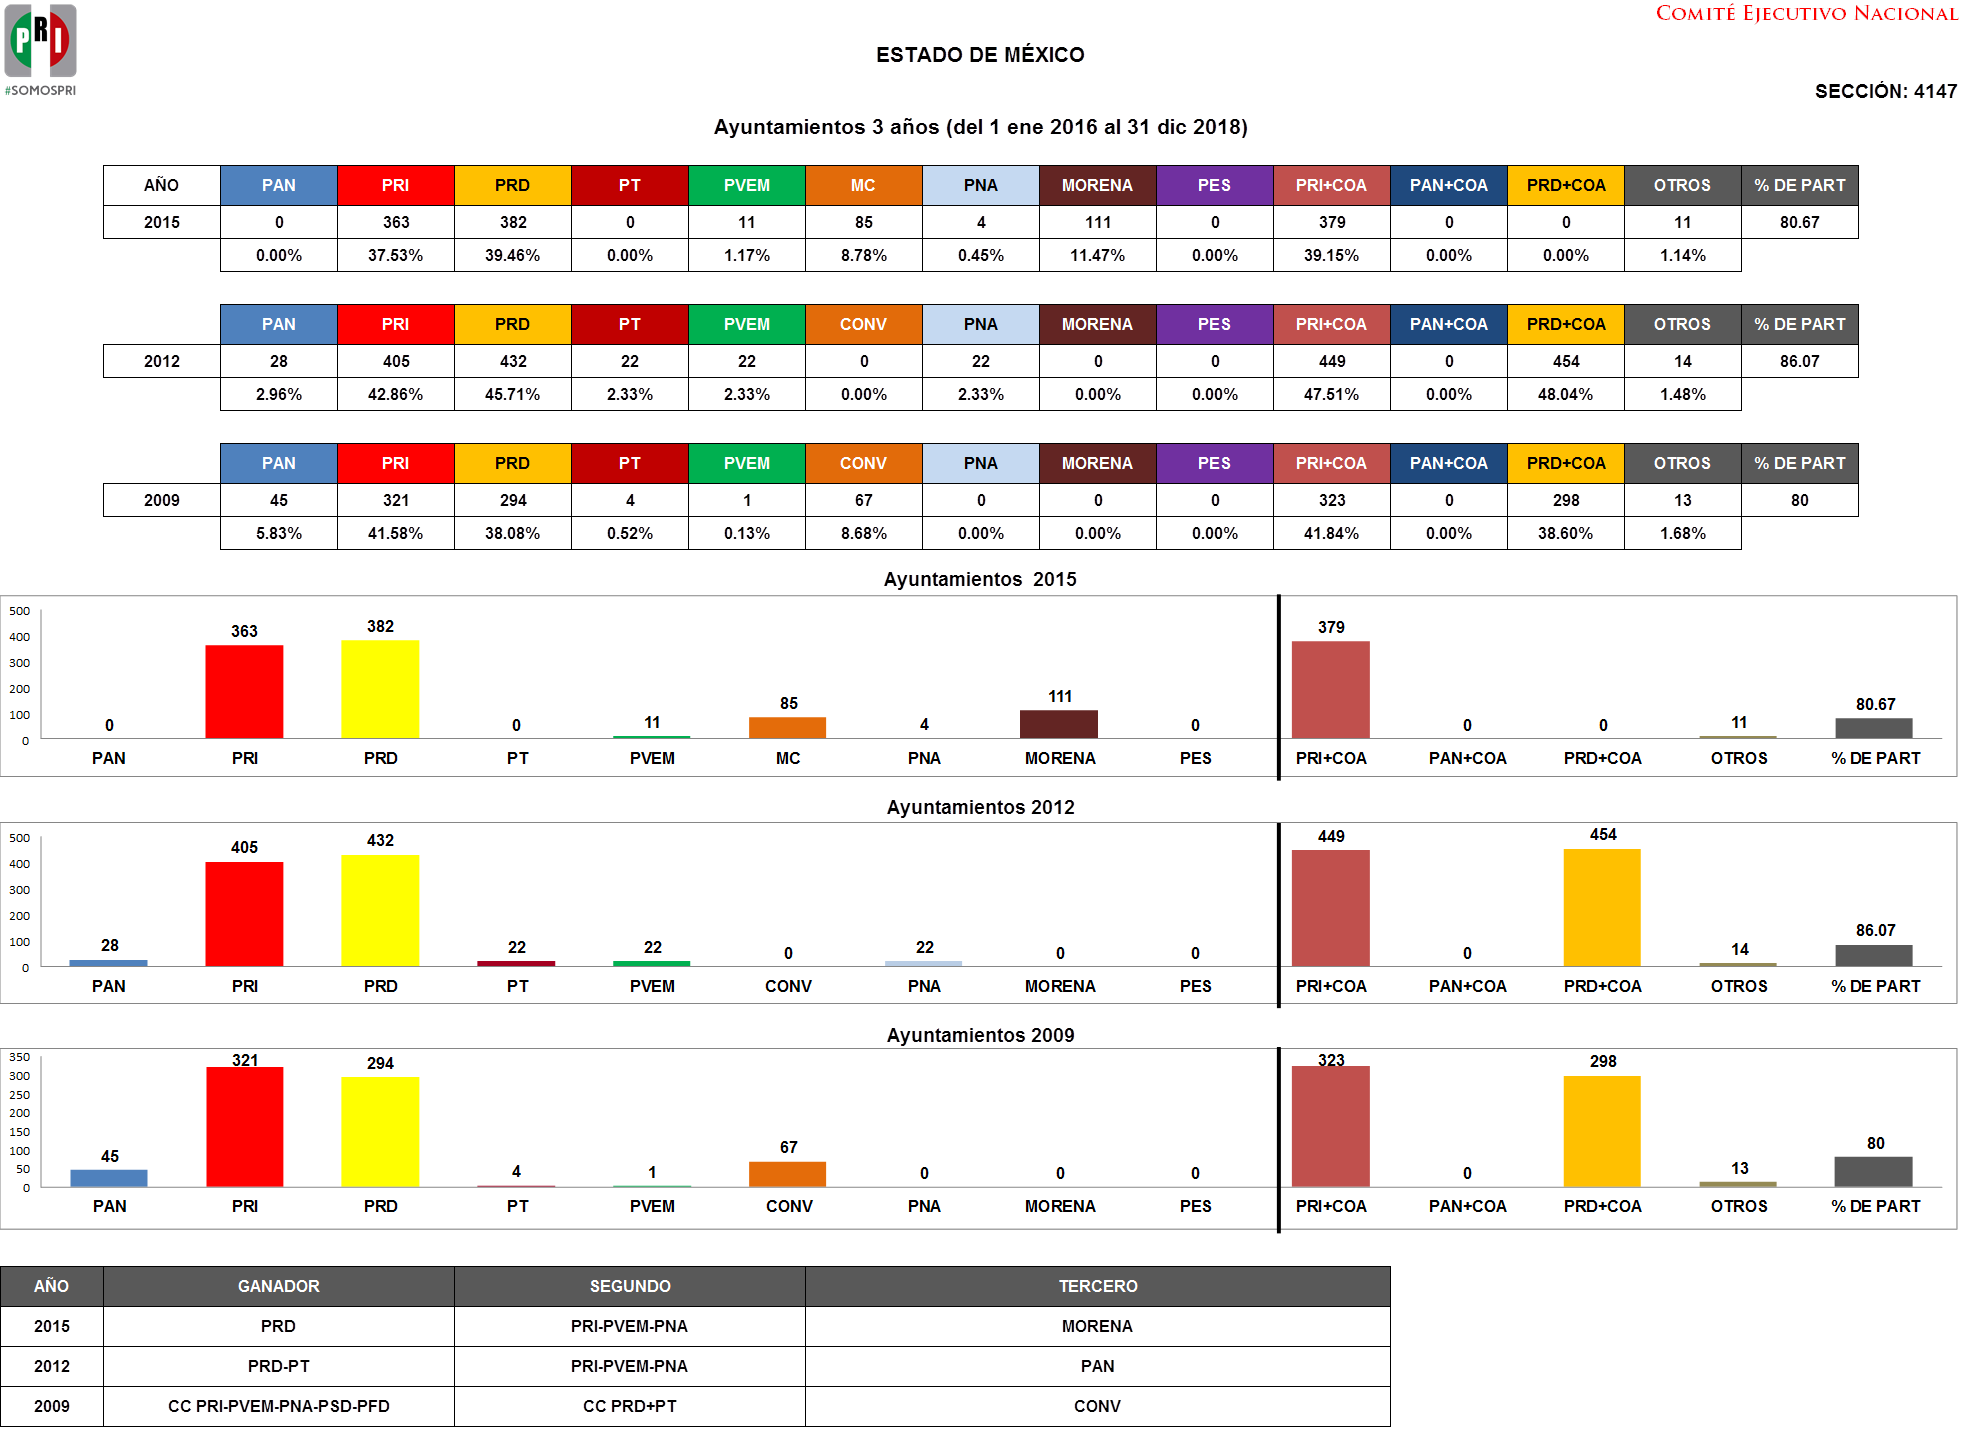 PRI
#SOMOSPRI
COMITÉ EJECUTIVO NACIONAL
ESTADO DE MÉXICO
SECCIÓN: 4147
Ayuntamientos 3 años (del 1 ene 2016 al 31 dic 2018)
AÑO PAN PRI PRD PT PVEM MC PNA MORENA PES PRI+COA PAN+COA PRD+COA OTROS % DE PART
2015 0 363 382 0 11 85 4 111 0 379 0 0 11 80.67
0.00% 37.53% 39.46% 0.00% 1.17% 8.78% 0.45% 11.47% 0.00% 39.15% 0.00% 0.00% 1.14%
PAN PRI PRD PT PVEM CONV PNA MORENA PES PRI+COA PAN+COA PRD+COA OTROS % DE PART
2012 28 405 432 22 22 0 22 0 0 449 0 454 14 86.07
2.96% 42.86% 45.71% 2.33% 2.33% 0.00% 2.33% 0.00% 0.00% 47.51% 0.00% 48.04% 1.48%
PAN PRI PRD PT PVEM CONV PNA MORENA PES PRI+COA PAN+COA PRD+COA OTROS % DE PART
2009 45 321 294 4 1 67 0 0 0 323 0 298 13 80
5.83% 41.58% 38.08% 0.52% 0.13% 8.68% 0.00% 0.00% 0.00% 41.84% 0.00% 38.60% 1.68%
Ayuntamientos 2015
500
400
300
200
100
0
0 363 382 0 11 85 4 111 0 379 0 0 11 80.67
PAN PRI PRD PT PVEM MC PNA MORENA PES PRI+COA PAN+COA PRD+COA OTROS % DE PART
Ayuntamientos 2012
500
400
300
200
100
0
28 405 432 22 22 0 22 0 0 449 0 454 14 86.07
PAN PRI PRD PT PVEM CONV PNA MORENA PES PRI+COA PAN+COA PRD+COA OTROS % DE PART
Ayuntamientos 2009
350
300
250
200
150
100
50
0
45 321 294 4 1 67 0 0 0 323 0 298 13 80
PAN PRI PRD PT PVEM CONV PNA MORENA PES PRI+COA PAN+COA PRD+COA OTROS % DE PART
AÑO GANADOR SEGUNDO TERCERO
2015 PRD PRI-PVEM-PNA MORENA
2012 PRD-PT PRI-PVEM-PNA PAN
2009 CC PRI-PVEM-PNA-PSD-PFD CC PRD+PT CONV